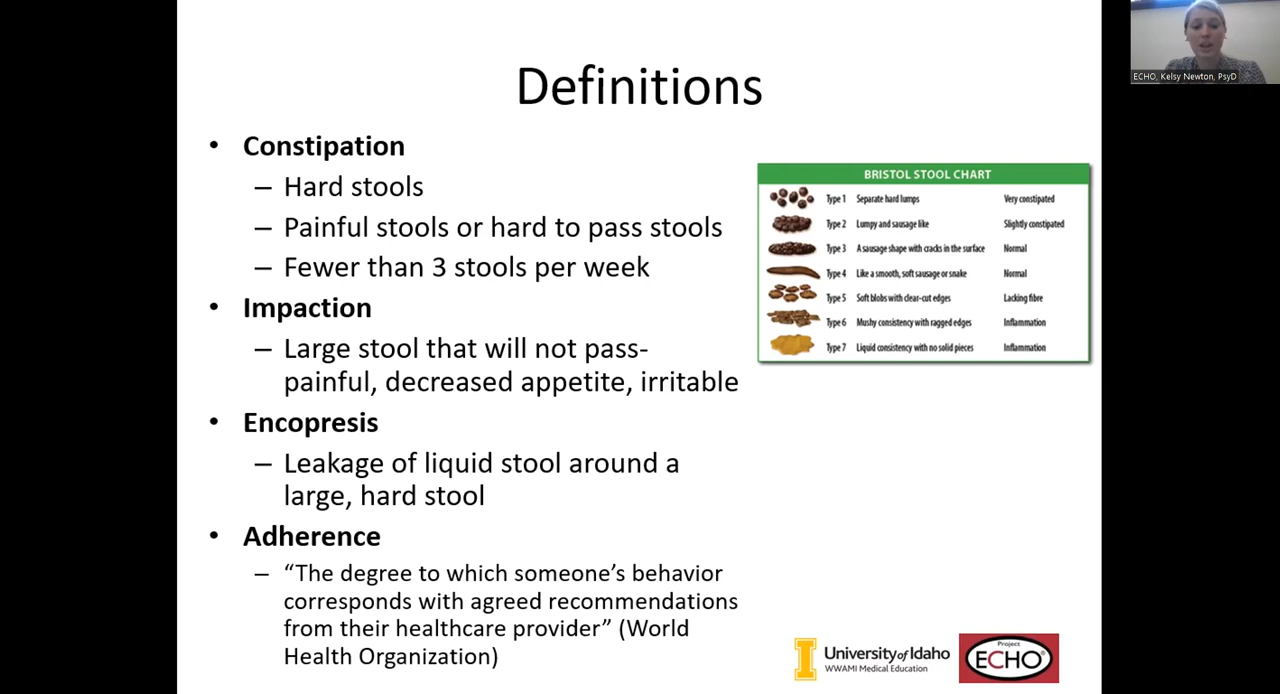 ECHO, Kelsy Newton, PsyD
Definitions
• Constipation
– Hard stools
– Painful stools or hard to pass stools
– Fewer than 3 stools per week
• Impaction
– Large stool that will not pass-
painful, decreased appetite, irritable
• Encopresis
– Leakage of liquid stool around a
large, hard stool
• Adherence
– “The degree to which someone’s behavior
corresponds with agreed recommendations
from their healthcare provider” (World
Health Organization)
BRISTOL STOOL CHART
Type 1 Separate hard lumps Very constipated
Type 2 Lumpy and sausage like Slightly constipated
Type 3 A sausage shape with cracks in the surface Normal
Type 4 Like a smooth, soft sausage or snake Normal
Type 5 Soft blobs with clear-cut edges Lacking fibre
Type 6 Mushy consistency with ragged edges Inflammation
Type 7 Liquid consistency with no solid pieces Inflammation
I University of Idaho
WWAMI Medical Education
Project
ECHO®